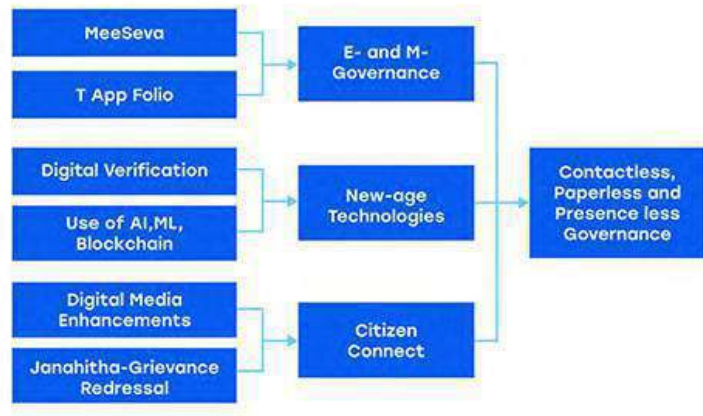 MeeSeva
T App Folio
E- and M-
Governance
Digital Verification
Use of AI,ML,
Blockchain
New-age
Technologies
Digital Media
Enhancements
Janahitha-Grievance
Redressal
Citizen
Connect
Contactless,
Paperless and
Presence less
Governance